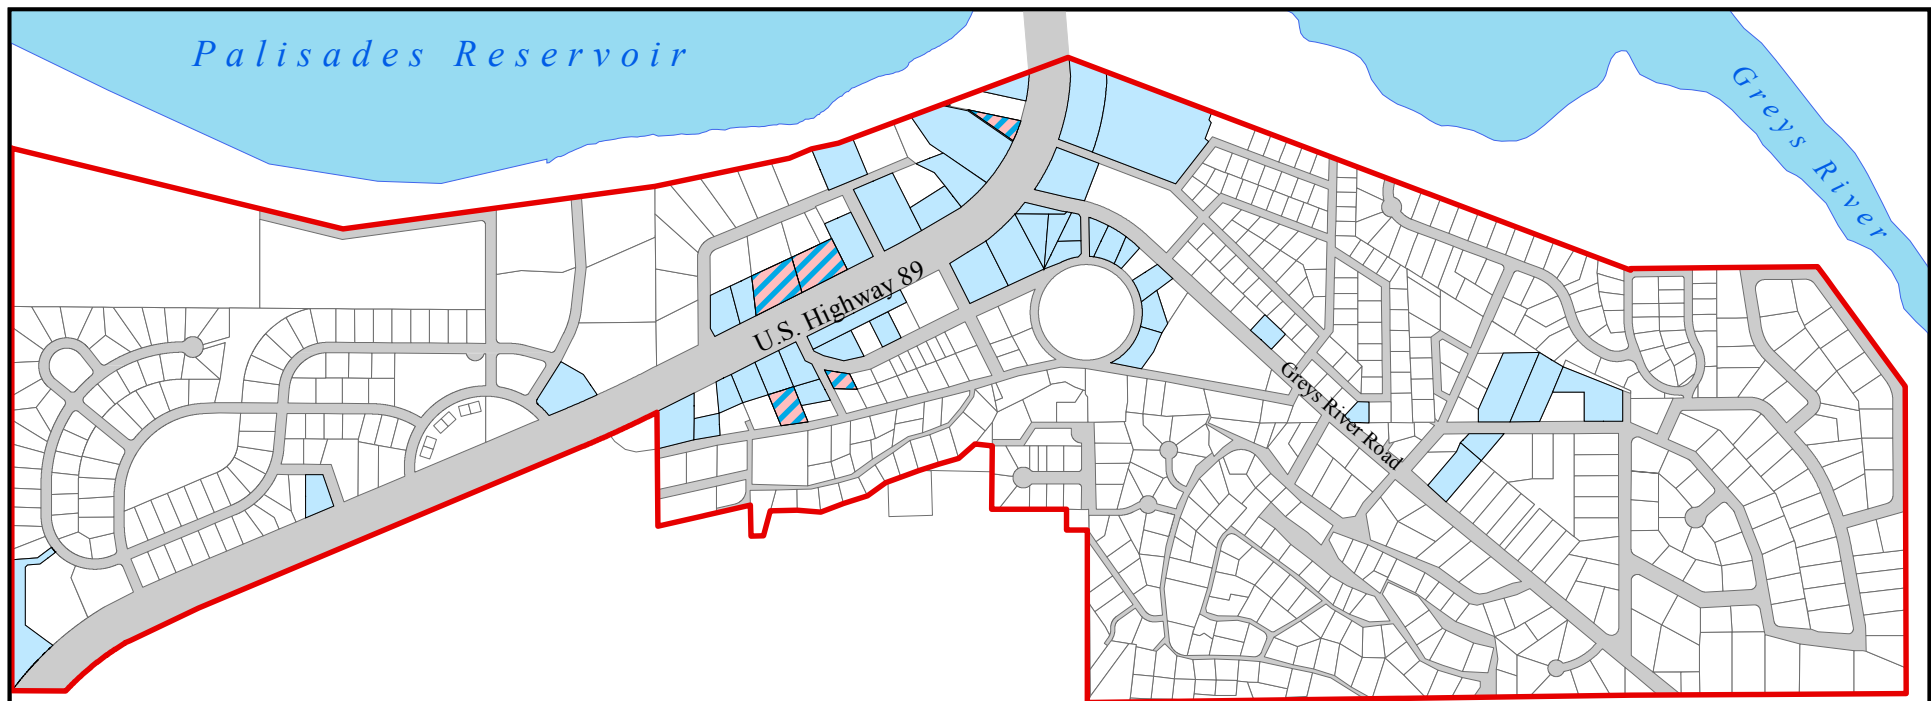 Palisades Reservoir
Greys River
U.S. Highway 89
Greys River Road